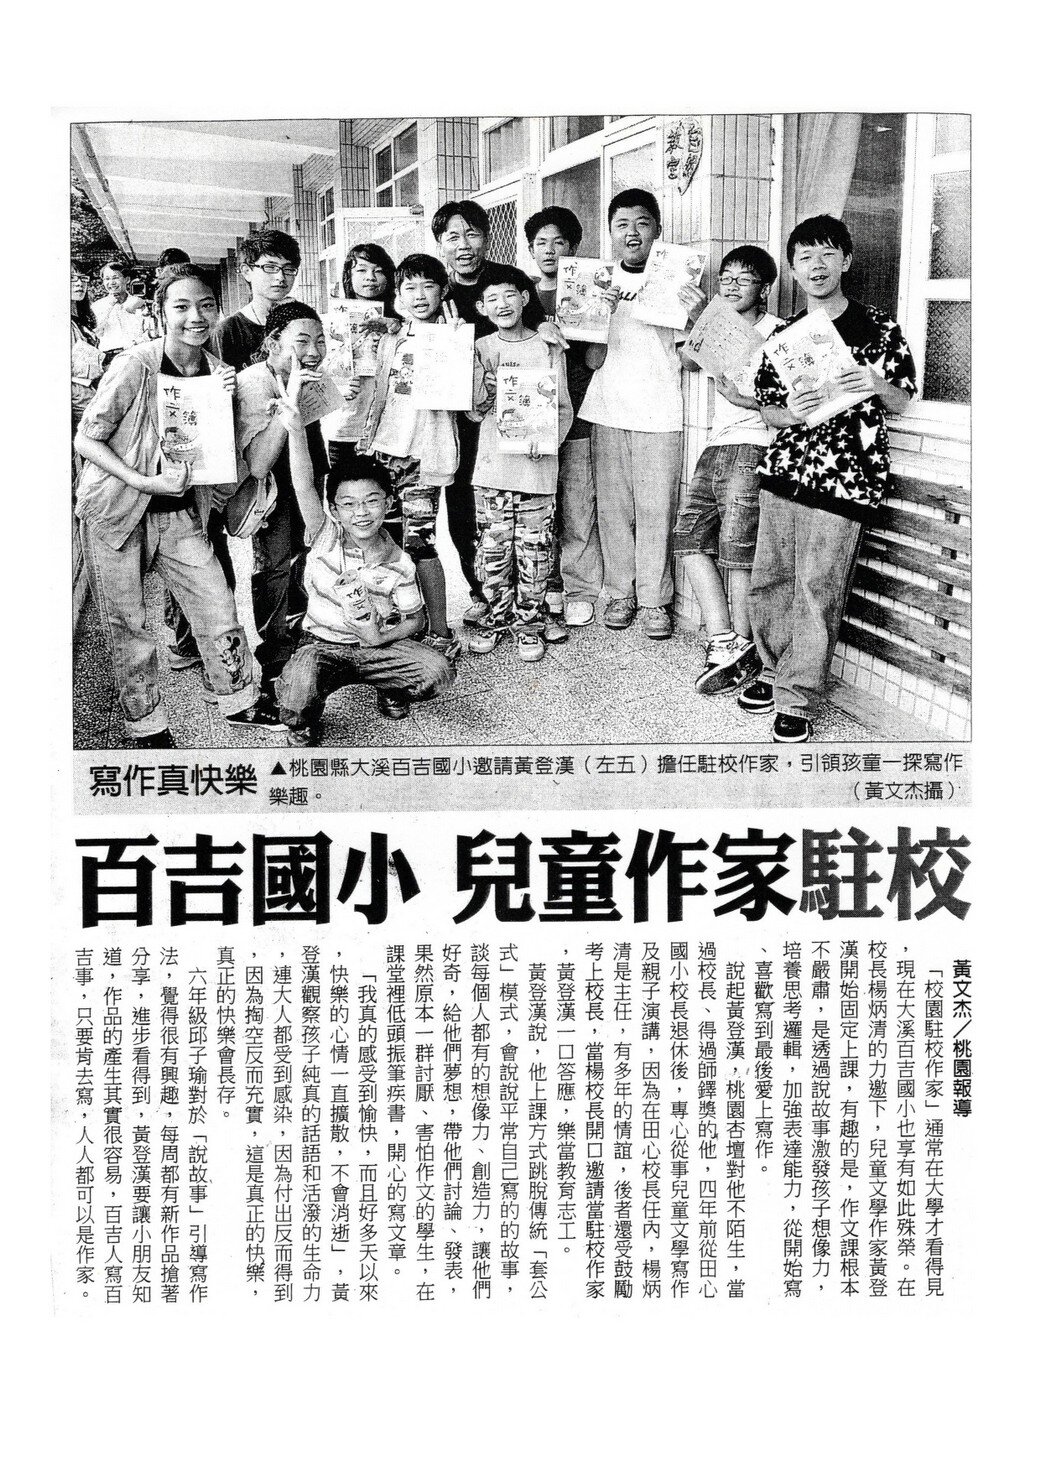 自然
教室
作文簿
作文簿
作文簿
作文簿
作文簿
作文簿
作文
寫作真快樂
▲桃園縣大溪百吉國小邀請黃登漢（左五）擔任駐校作家，引領孩童一探寫作
樂趣。
（黃文杰攝）
百吉國小 兒童作家駐校
黃文杰／桃園報導
「校園駐校作家」通常在大學才看得見
，現在大溪百吉國小也享有如此殊榮。在
校長楊炳清的力邀下，兒童文學作家黃登
漢開始固定上課，有趣的是，作文課根本
不嚴肅，是透過說故事激發孩子想像力，
培養思考邏輯，加強表達能力，從開始寫
、喜歡寫到最後愛上寫作。
說起黃登漢，桃園杏壇對他不陌生，當
過校長、得過師鐸獎的他，四年前從田心
國小校長退休後，專心從事兒童文學寫作
及親子演講，因為在田心校長任內，楊炳
清是主任，有多年的情誼，後者還受鼓勵
考上校長，當楊校長開口邀請當駐校作家
，黃登漢一口答應，樂當教育志工。
黃登漢說，他上課方式跳脫傳統「套公
式」模式，會說說平常自己寫的的故事，
談每個人都有的想像力、創造力，讓他們
好奇，給他們夢想，帶他們討論、發表，
果然原本一群討厭、害怕作文的學生，在
課堂裡低頭振筆疾書，開心的寫文章。
「我真的感受到愉快，而且好多天以來
，快樂的心情一直擴散，不會消逝」，黃
登漢觀察孩子純真的話語和活潑的生命力
，連大人都受到感染，因為付出反而得到
，因為掏空反而充實，這是真正的快樂，
真正的快樂會長存。
六年級邱子瑜對於「說故事」引導寫作
法，覺得很有興趣，每周都有新作品搶著
分享，進步看得到，黃登漢要讓小朋友知
道，作品的產生其實很容易，百吉人寫百
吉事，只要肯去寫，人人都可以是作家。